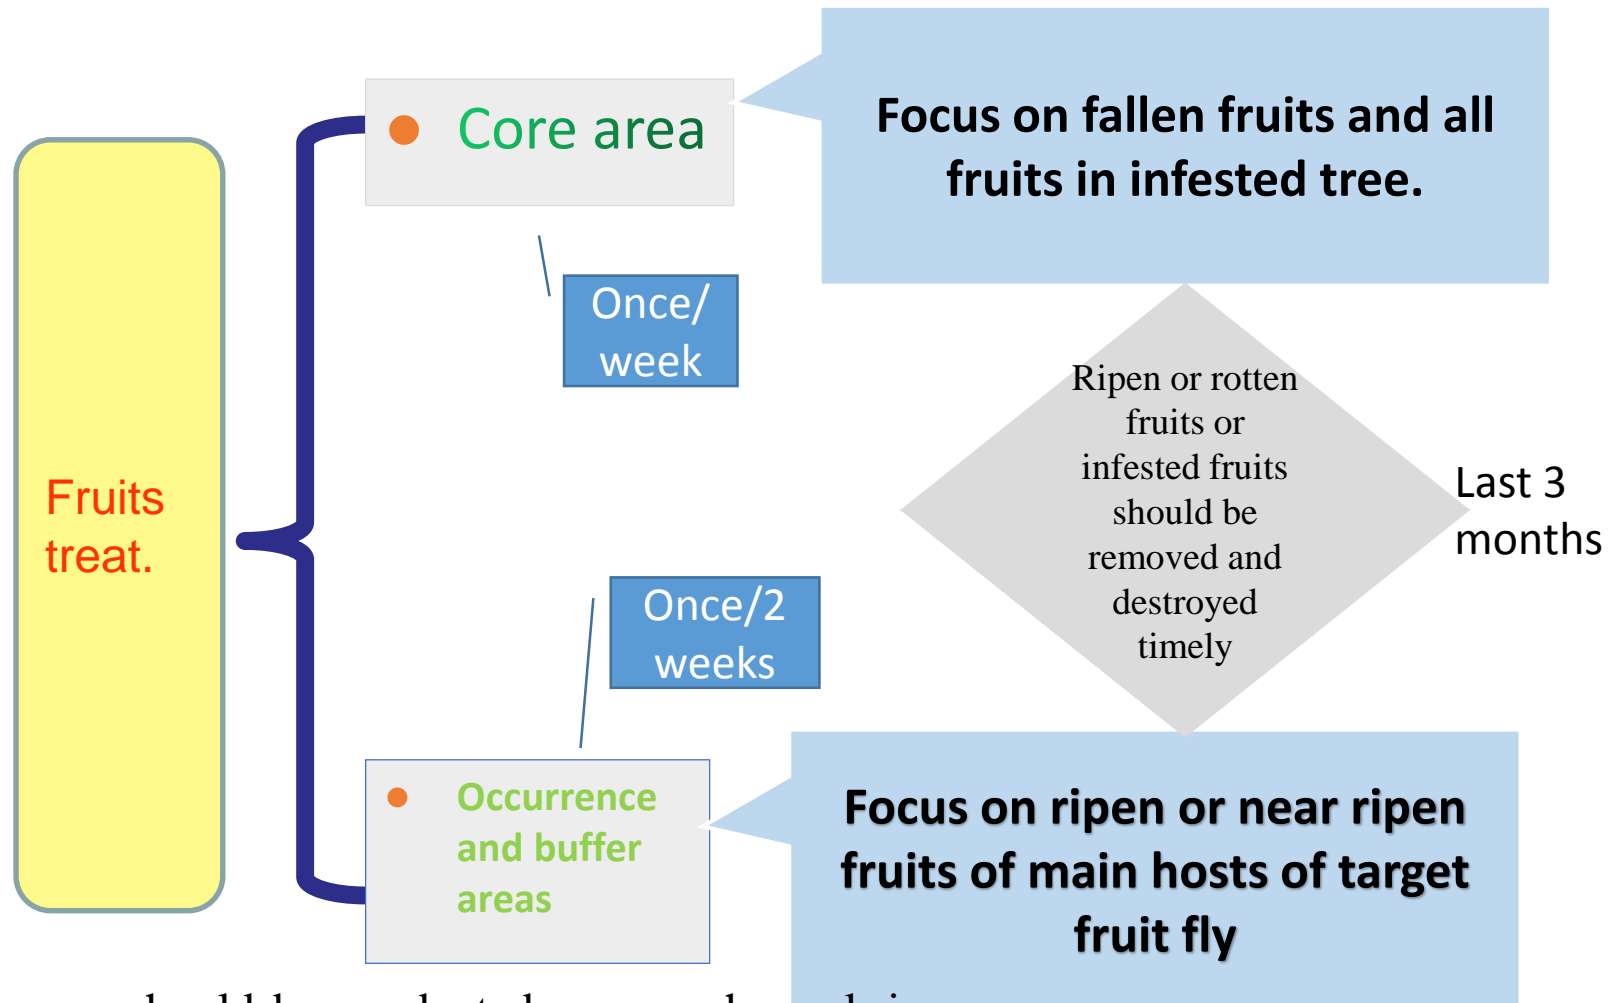 Core area
Focus on fallen fruits and all
fruits in infested tree.
Once/
week
Ripen or rotten
fruits or
infested fruits
should be
removed and
destroyed
timely
Last 3
months
Fruits
treat.
Once/2
weeks
Occurrence
and buffer
areas
Focus on ripen or near ripen
fruits of main hosts of target
fruit fly